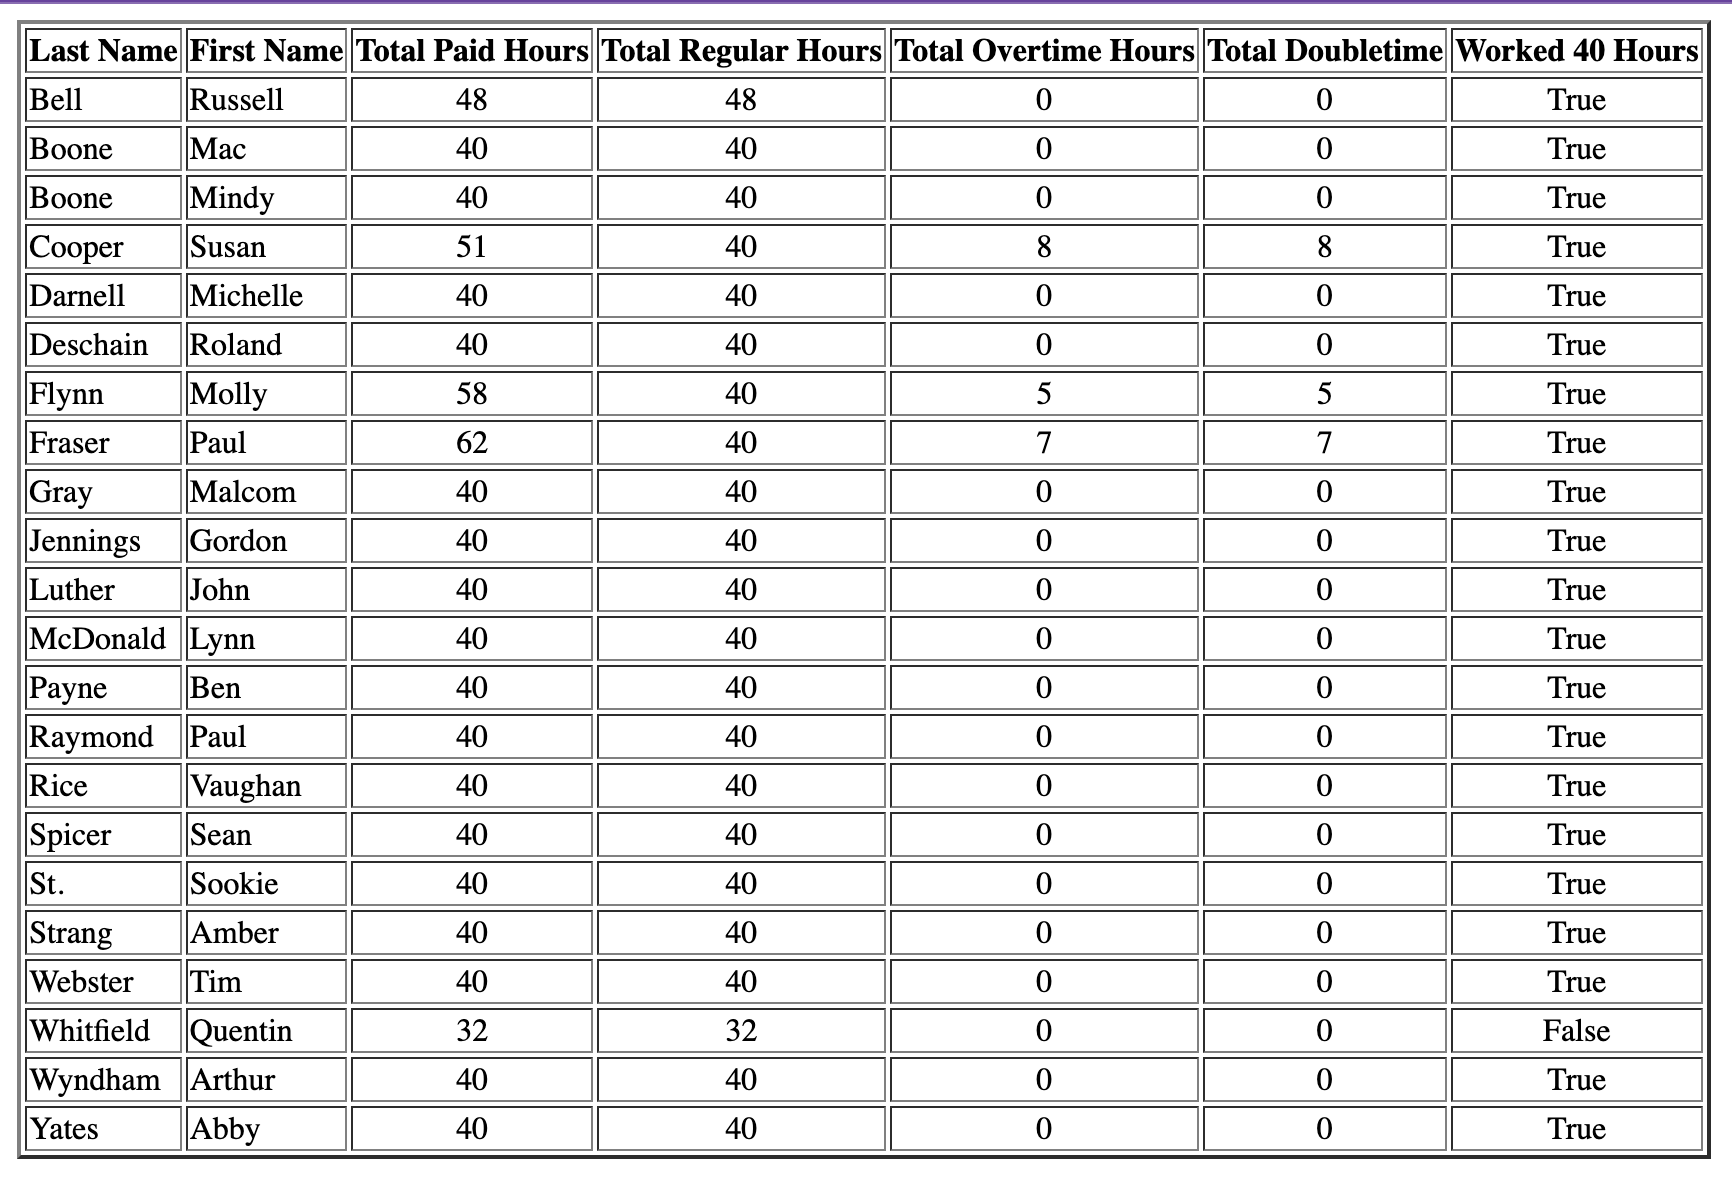 Last Name First Name Total Paid Hours Total Regular Hours Total Overtime Hours Total Doubletime Worked 40 Hours
Bell Russell 48 48 0 0 True
Boone Mac 40 40 0 0 True
Boone Mindy 40 40 0 0 True
Cooper Susan 51 40 8 8 True
Darnell Michelle 40 40 0 0 True
Deschain Roland 40 40 0 0 True
Flynn Molly 58 40 5 5 True
Fraser Paul 62 40 7 7 True
Gray Malcom 40 40 0 0 True
Jennings Gordon 40 40 0 0 True
Luther John 40 40 0 0 True
McDonald Lynn 40 40 0 0 True
Payne Ben 40 40 0 0 True
Raymond Paul 40 40 0 0 True
Rice Vaughan 40 40 0 0 True
Spicer Sean 40 40 0 0 True
St. Sookie 40 40 0 0 True
Strang Amber 40 40 0 0 True
Webster Tim 40 40 0 0 True
Whitfield Quentin 32 32 0 0 False
Wyndham Arthur 40 40 0 0 True
Yates Abby 40 40 0 0 True